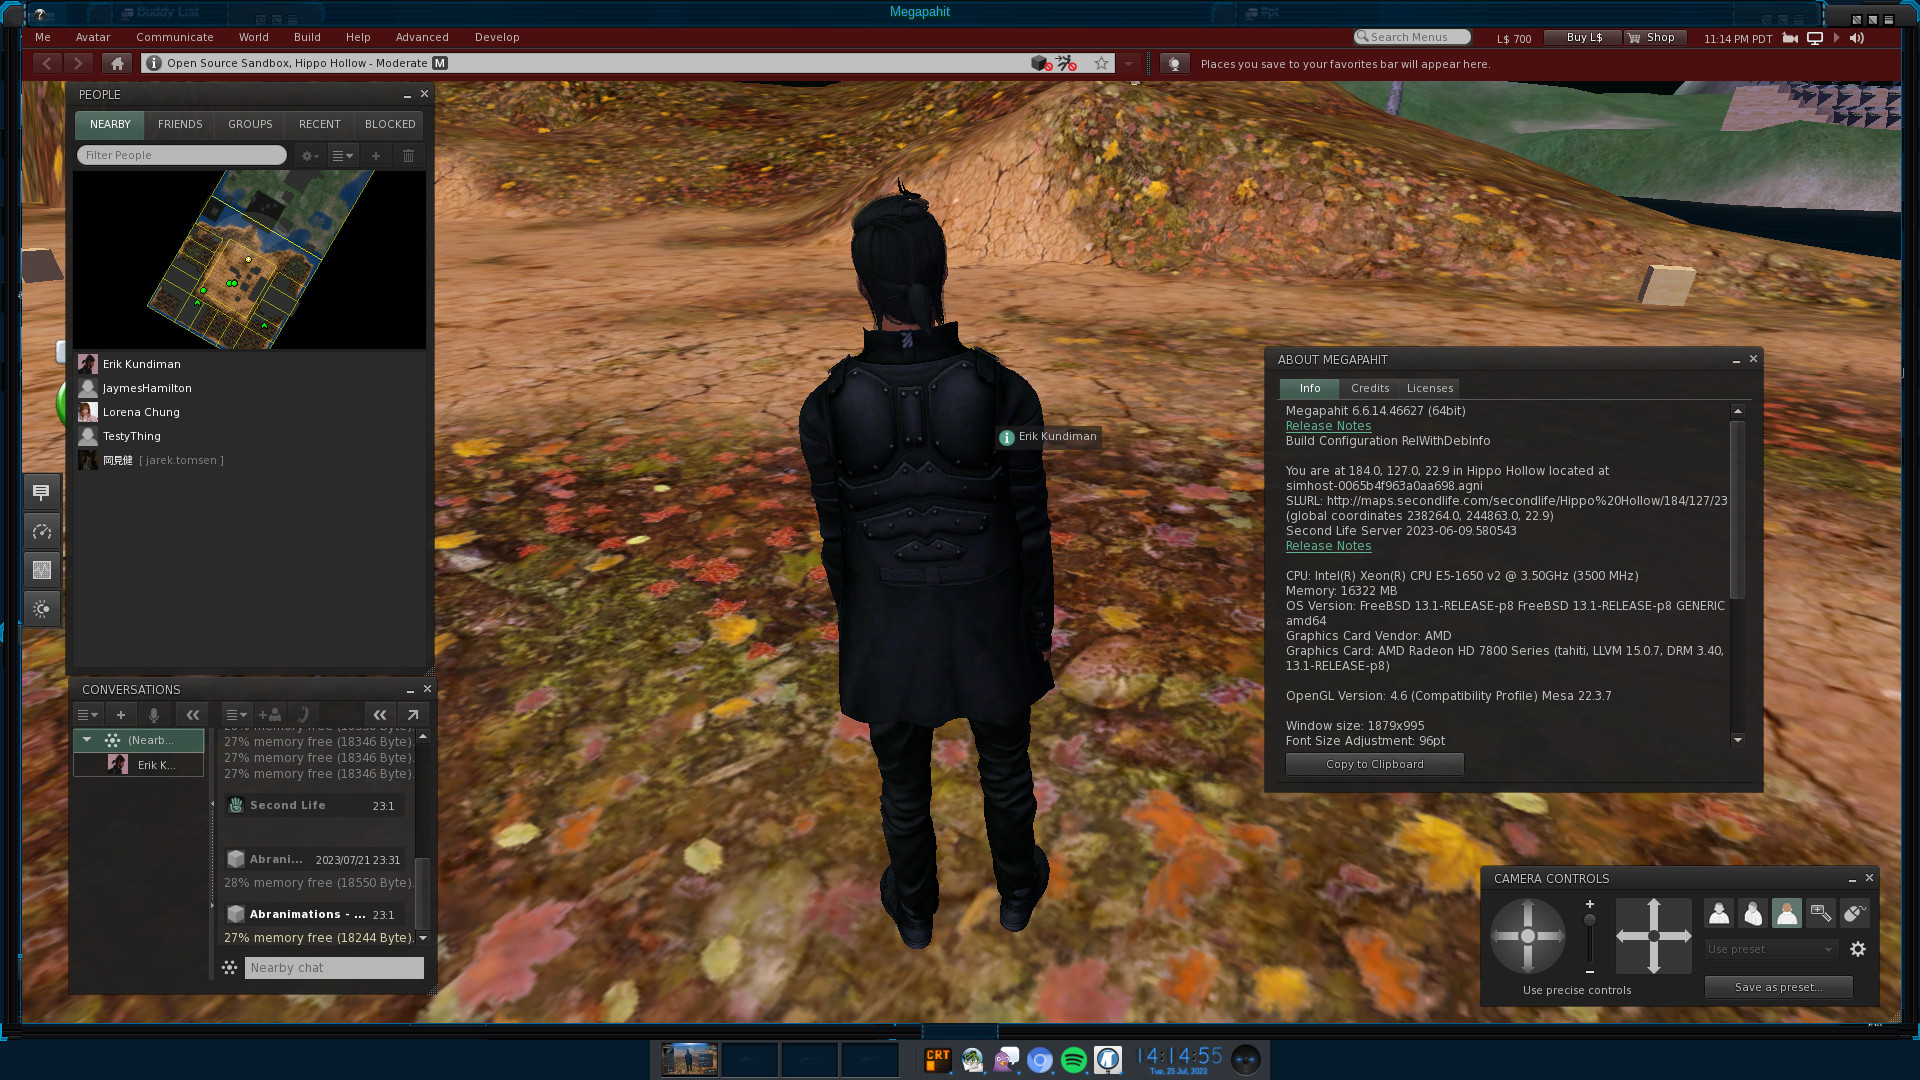 Buddy List
Megapahit
Me Avatar Communicate World Build Help Advanced Develop
Search Menus
L$ 700
Buy L$
Shop
11:14 PM PDT
Open Source Sandbox, Hippo Hollow - Moderate M
Places you save to your favorites bar will appear here.
PEOPLE
NEARBY FRIENDS GROUPS RECENT BLOCKED
Filter People
Erik Kundiman
JaymesHamilton
Lorena Chung
TestyThing
岡見健 [ jarek.tomsen ]
Erik Kundiman
ABOUT MEGAPAHIT
Info Credits Licenses
Megapahit 6.6.14.46627 (64bit)
Release Notes
Build Configuration RelWithDebInfo
You are at 184.0, 127.0, 22.9 in Hippo Hollow located at
simhost-0065b4f963a0aa698.agni
SLURL: http://maps.secondlife.com/secondlife/Hippo%20Hollow/184/127/23
(global coordinates 238264.0, 244863.0, 22.9)
Second Life Server 2023-06-09.580543
Release Notes
CPU: Intel(R) Xeon(R) CPU E5-1650 v2 @ 3.50GHz (3500 MHz)
Memory: 16322 MB
OS Version: FreeBSD 13.1-RELEASE-p8 FreeBSD 13.1-RELEASE-p8 GENERIC
amd64
Graphics Card Vendor: AMD
Graphics Card: AMD Radeon HD 7800 Series (tahiti, LLVM 15.0.7, DRM 3.40,
13.1-RELEASE-p8)
OpenGL Version: 4.6 (Compatibility Profile) Mesa 22.3.7
Window size: 1879x995
Font Size Adjustment: 96pt
Copy to Clipboard
CONVERSATIONS
(Nearb...
Erik K...
27% memory free (18346 Byte).
27% memory free (18346 Byte).
27% memory free (18346 Byte).
Second Life 23:1
Abrani... 2023/07/21 23:31
28% memory free (18550 Byte).
Abranimations - ... 23:1
27% memory free (18244 Byte).
Nearby chat
CAMERA CONTROLS
Use preset
Use precise controls
Save as preset...
CRT
14:14:55
Tue, 25 Jul, 2023